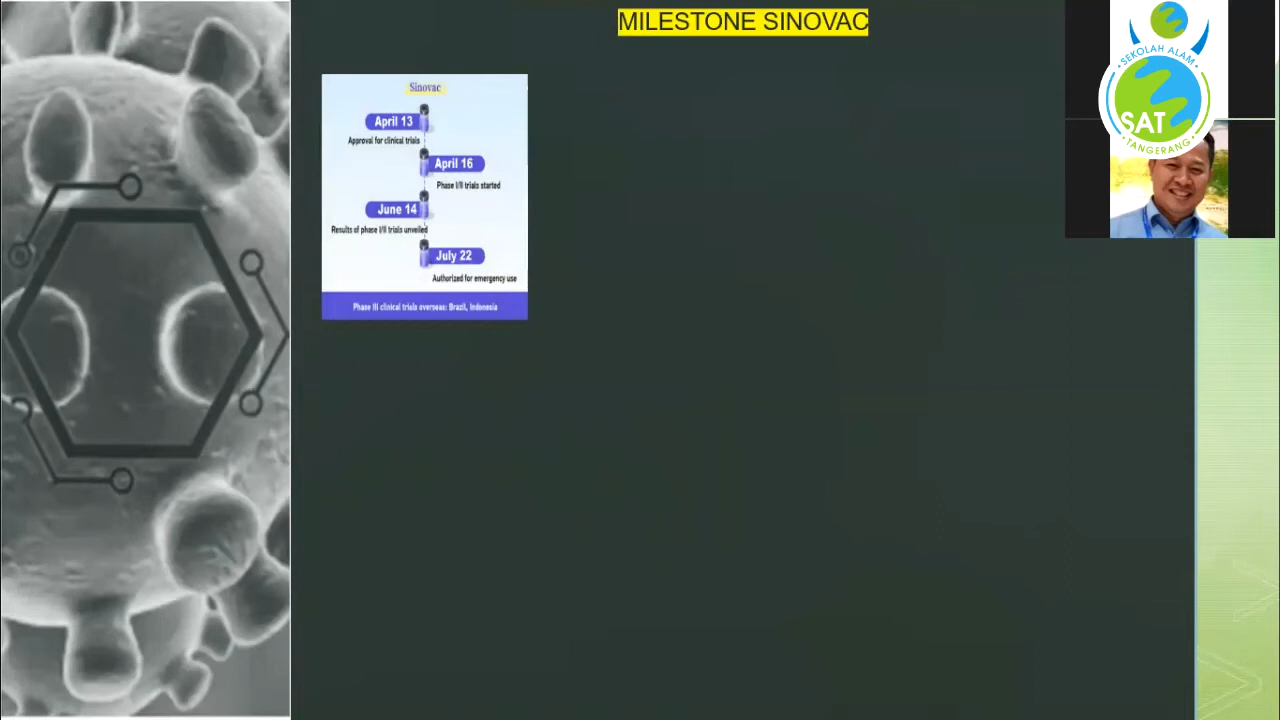 MILESTONE SINOVAC
Sinovac
April 13
Approval for clinical trials
April 16
Phase I/II trials started
June 14
Results of phase I/II trials unveiled
July 22
Authorized for emergency use
Phase III clinical trials overseas: Brazil, Indonesia
SEKOLAH ALAM
SAT
TANGERANG